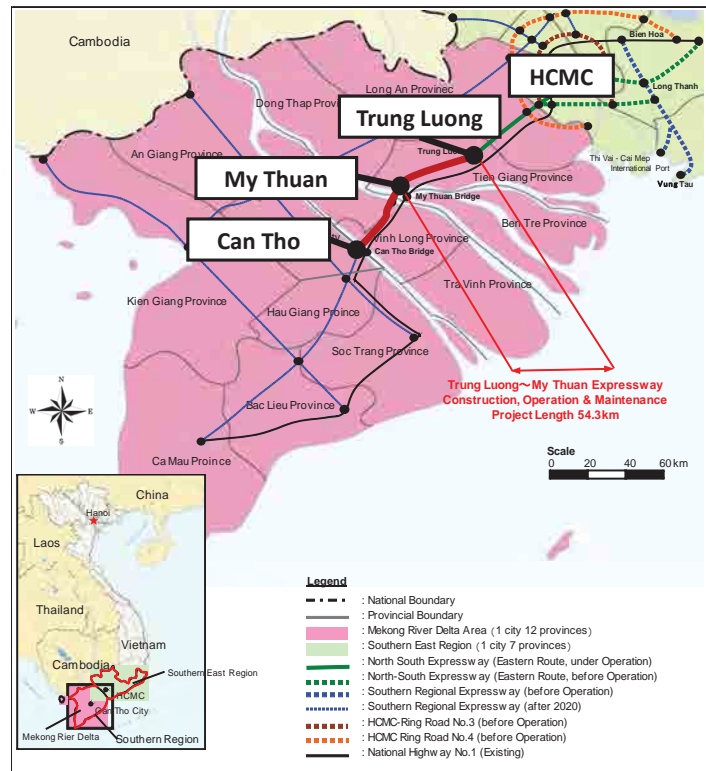 Cambodia
Bien Hoa
HCMC
Long An Provinec
Long Thanh
Dong Thap Provi
Trung Luong
Trung Luo
An Giang Province
Thi Vai - Cai Mep
International Port
Vung Tau
My Thuan
Tien Giang Province
My Thuan Bridge
Ben Tre Province
Can Tho
ity
vinh Long Province
Can Tho Bridge
Tra Vinh Province
Kien Giang Province
Hau Giang Proince
Soc Trang Province
N
W
E
S
Trung Luong～My Thuan Expressway
Construction, Operation & Maintenance
Project Length 54.3km
Bac Lieu Province
Ca Mau Proince
Scale
0 20 40 60 km
China
Hanoi
Laos
Thailand
Vietnam
Cambodia
Southern East Region
HCMC
Can Tho City
Mekong Rier Delta
Southern Region
Legend
: National Boundary
: Provincial Boundary
: Mekong River Delta Area (1 city 12 provinces)
: Southern East Region (1 city 7 provinces)
: North South Expressway (Eastern Route, under Operation)
: North-South Expressway (Eastern Route, before Operation)
: Southern Regional Expressway (before Operation)
: Southern Regional Expressway (after 2020)
: HCMC-Ring Road No.3 (before Operation)
: HCMC Ring Road No.4 (before Operation)
: National Highway No.1 (Existing)